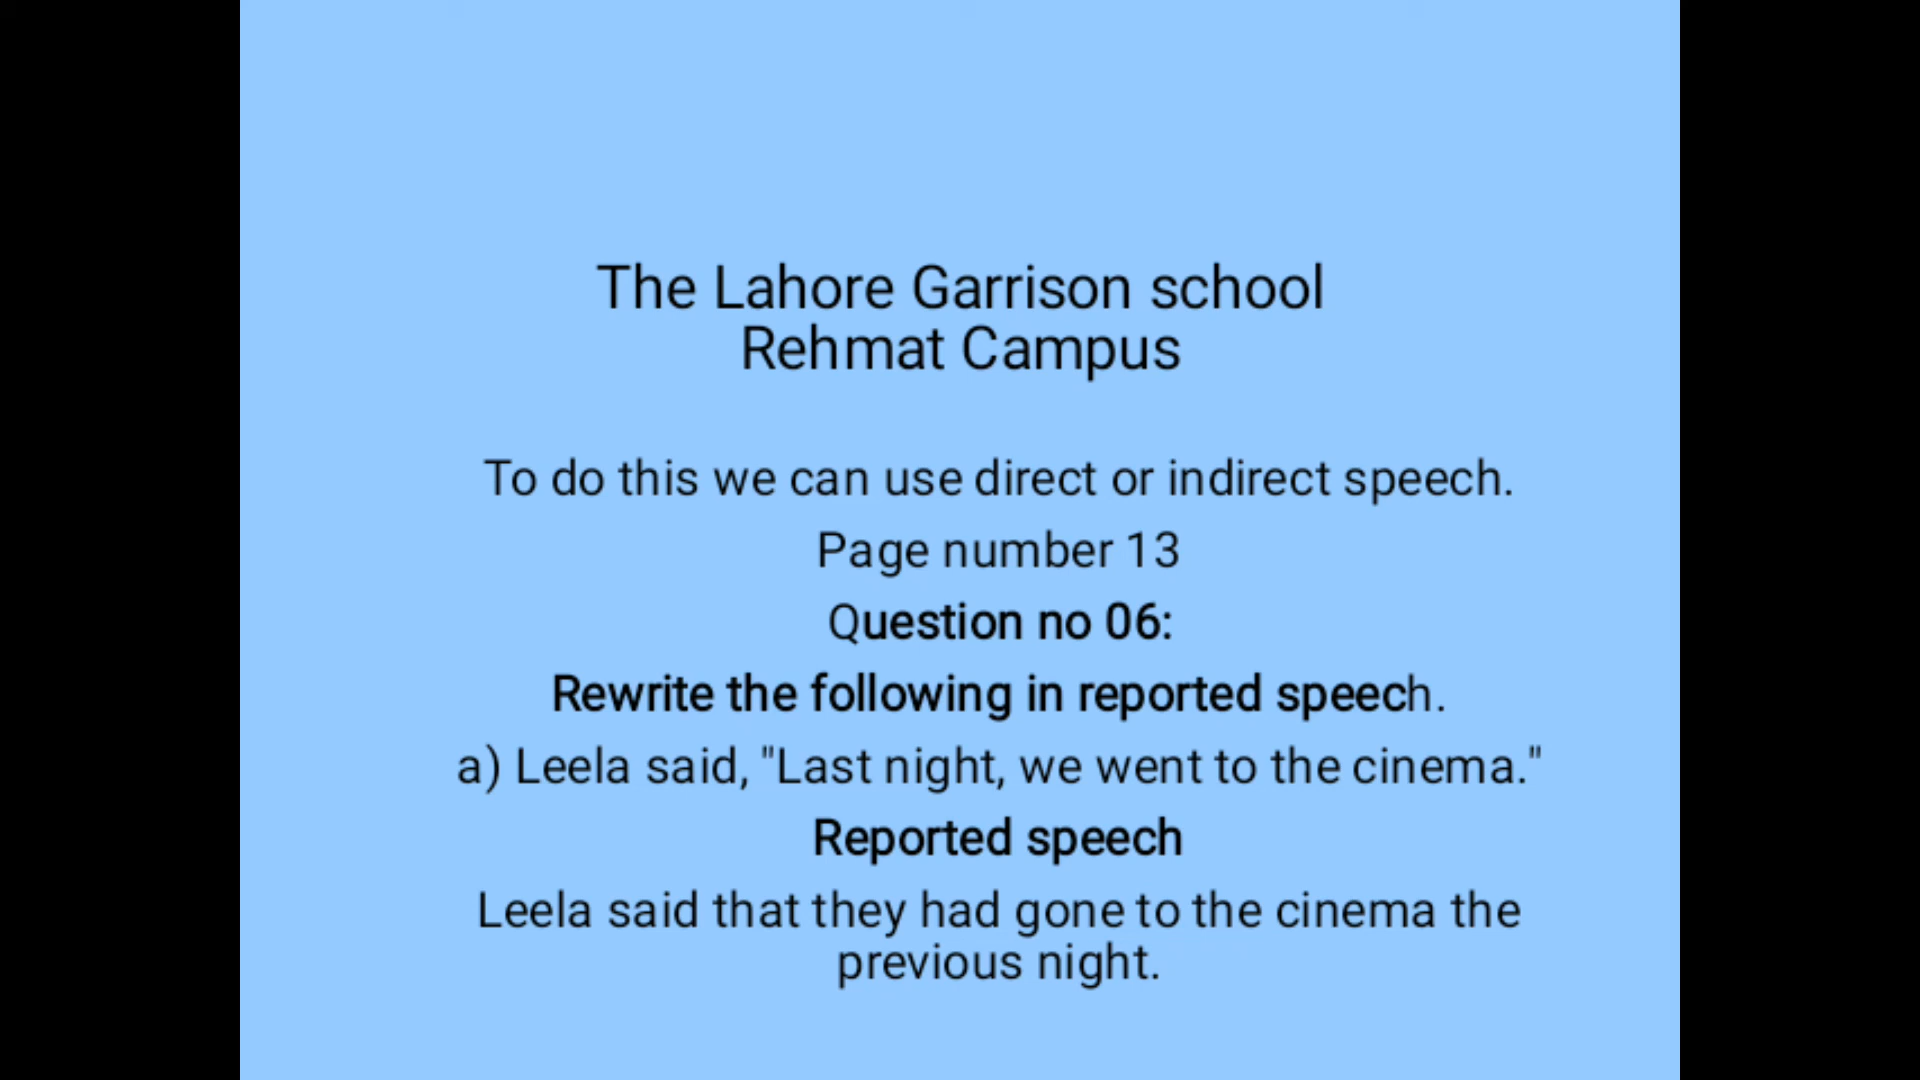 The Lahore Garrison school
Rehmat Campus
To do this we can use direct or indirect speech.
Page number 13
Question no 06:
Rewrite the following in reported speech.
a) Leela said, "Last night, we went to the cinema."
Reported speech
Leela said that they had gone to the cinema the
previous night.